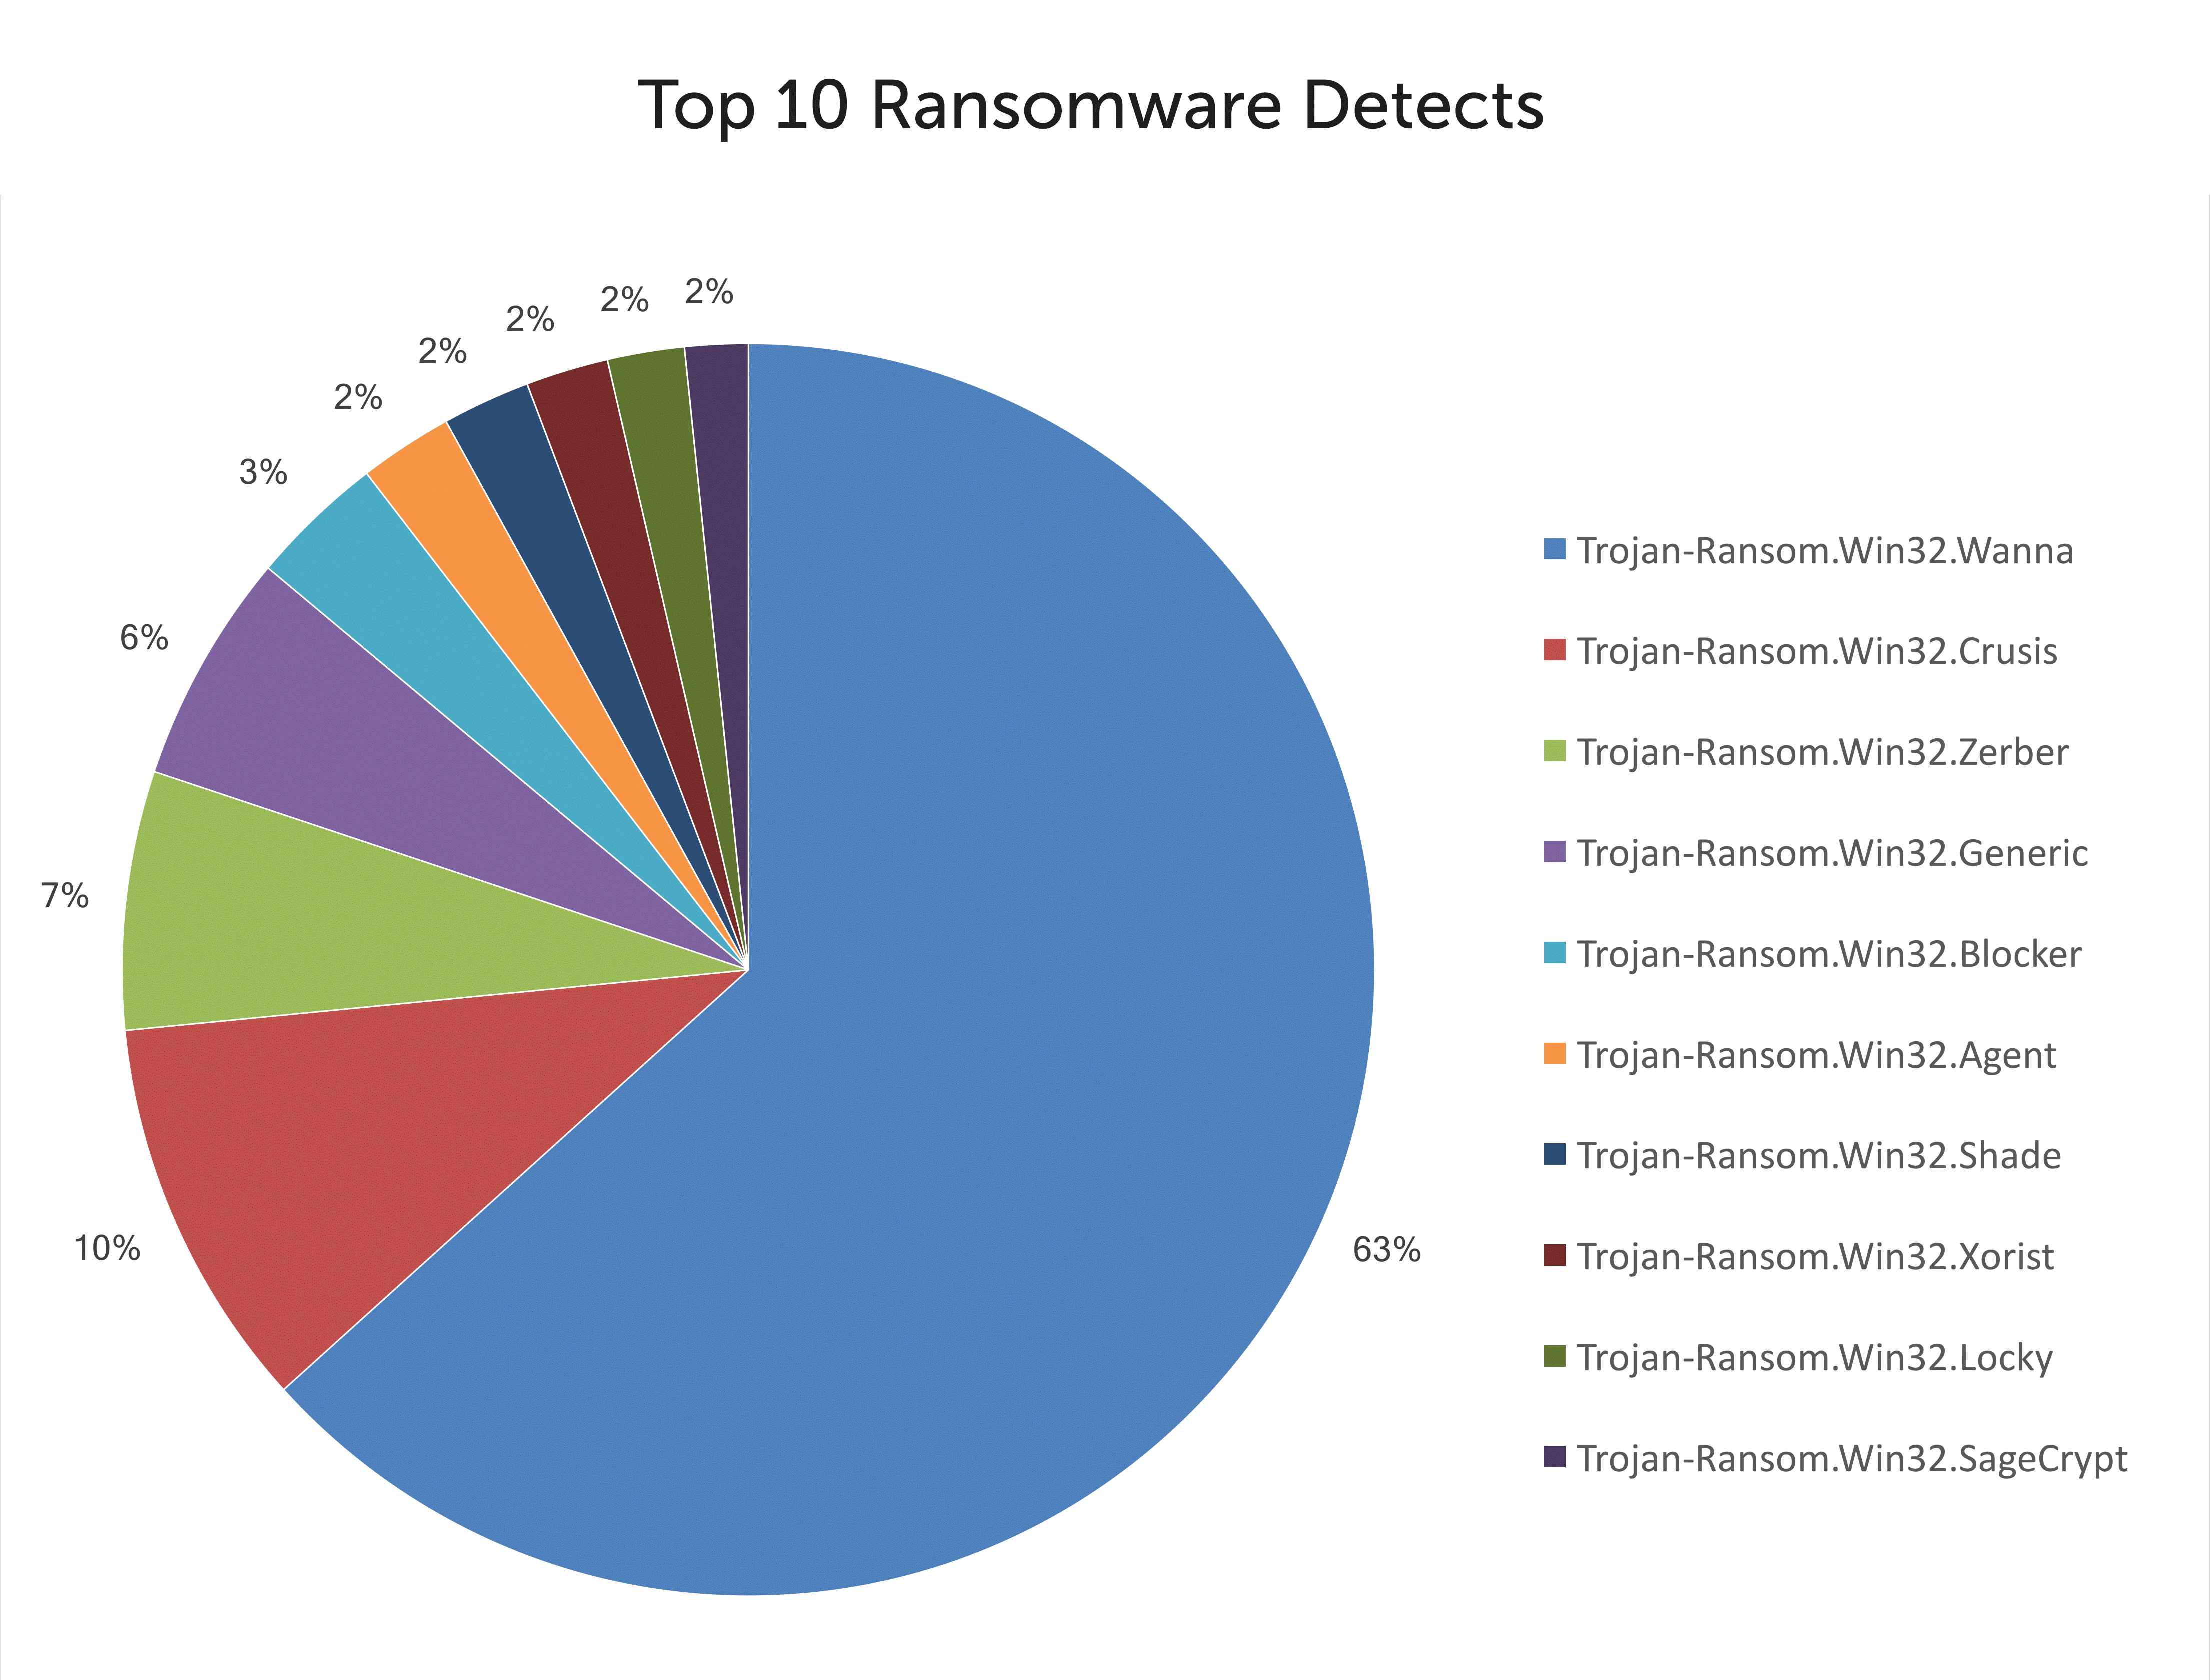 Top 10 Ransomware Detects
2%
2%
2%
2%
2%
3%
6%
7%
10%
63%
Trojan-Ransom.Win32.Wanna
Trojan-Ransom.Win32.Crusis
Trojan-Ransom.Win32.Zerber
Trojan-Ransom.Win32.Generic
Trojan-Ransom.Win32.Blocker
Trojan-Ransom.Win32.Agent
Trojan-Ransom.Win32.Shade
Trojan-Ransom.Win32.Xorist
Trojan-Ransom.Win32.Locky
Trojan-Ransom.Win32.SageCrypt